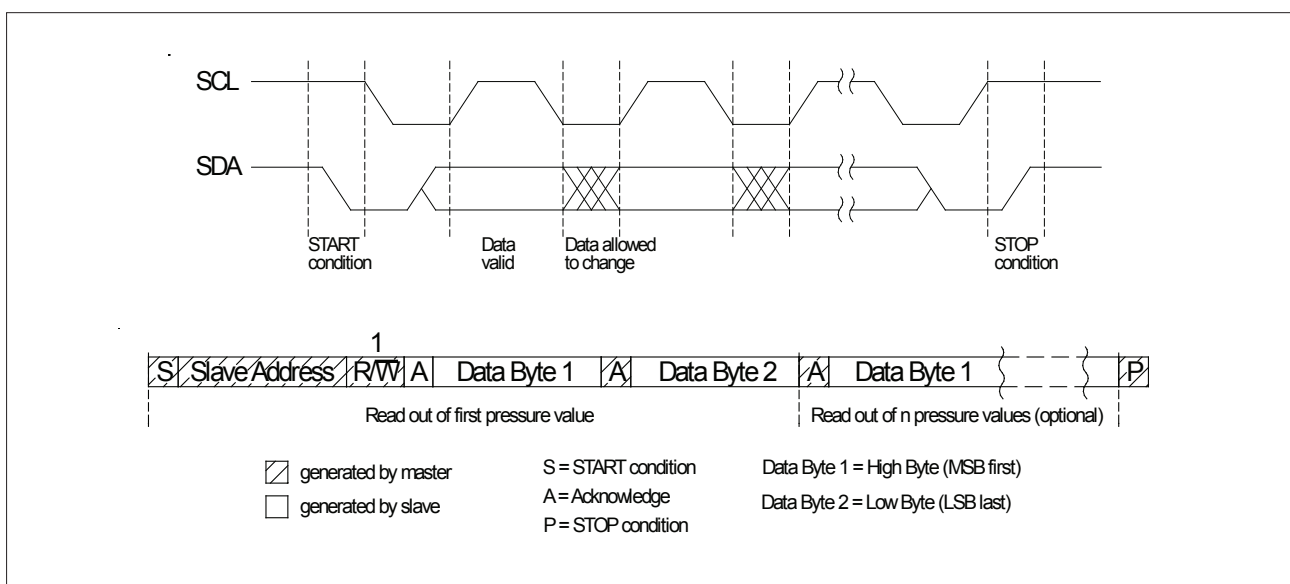 SCL
SDA
START condition
Data valid
Data allowed to change
STOP condition
1
S Slave Address R/W̅ A Data Byte 1 A Data Byte 2 A Data Byte 1 P
Read out of first pressure value
Read out of n pressure values (optional)
generated by master
generated by slave
S = START condition
A = Acknowledge
P = STOP condition
Data Byte 1 = High Byte (MSB first)
Data Byte 2 = Low Byte (LSB last)